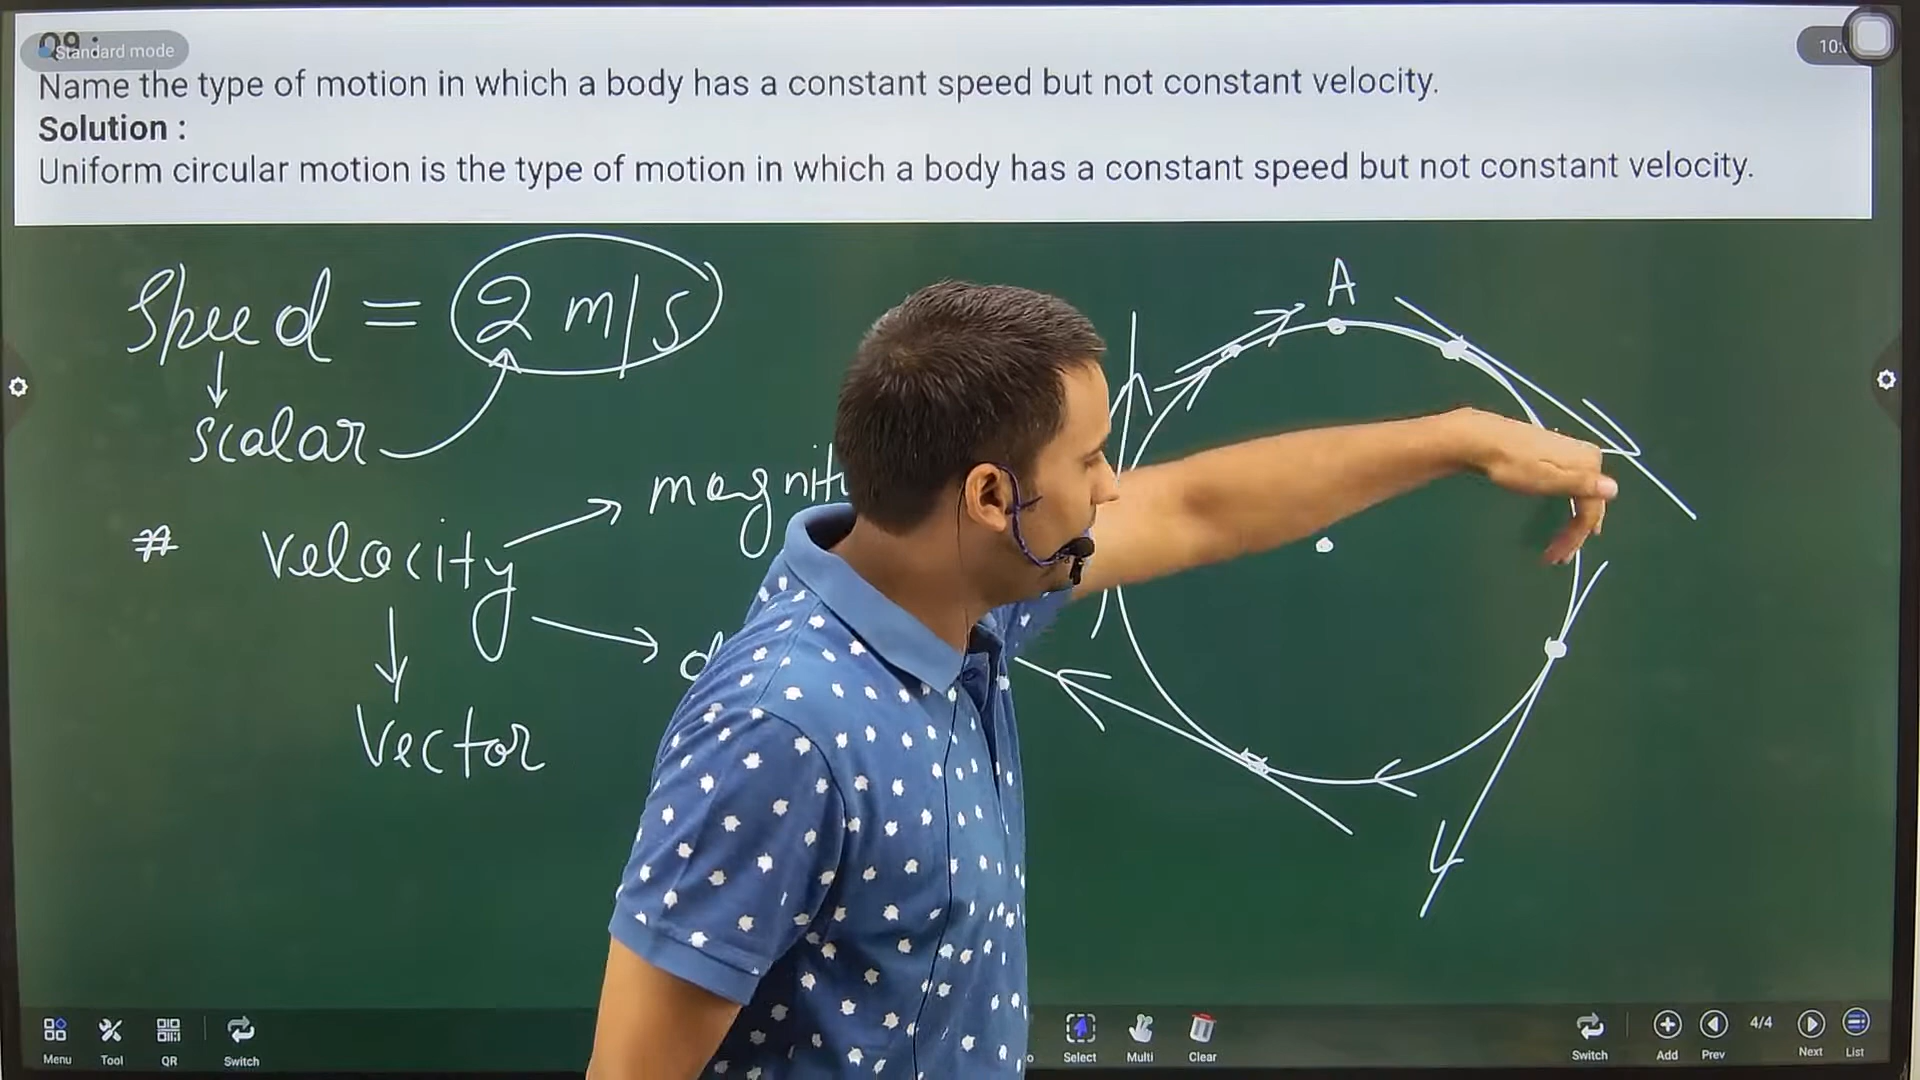 Q9 :
Standard mode
Name the type of motion in which a body has a constant speed but not constant velocity.
Solution :
Uniform circular motion is the type of motion in which a body has a constant speed but not constant velocity.
Speed = 2 m/s
scalar
# velocity
magnit
d
Vector
A
Menu
Tool
QR
Switch
Select
Multi
Clear
Switch
Add
Prev
4/4
Next
List